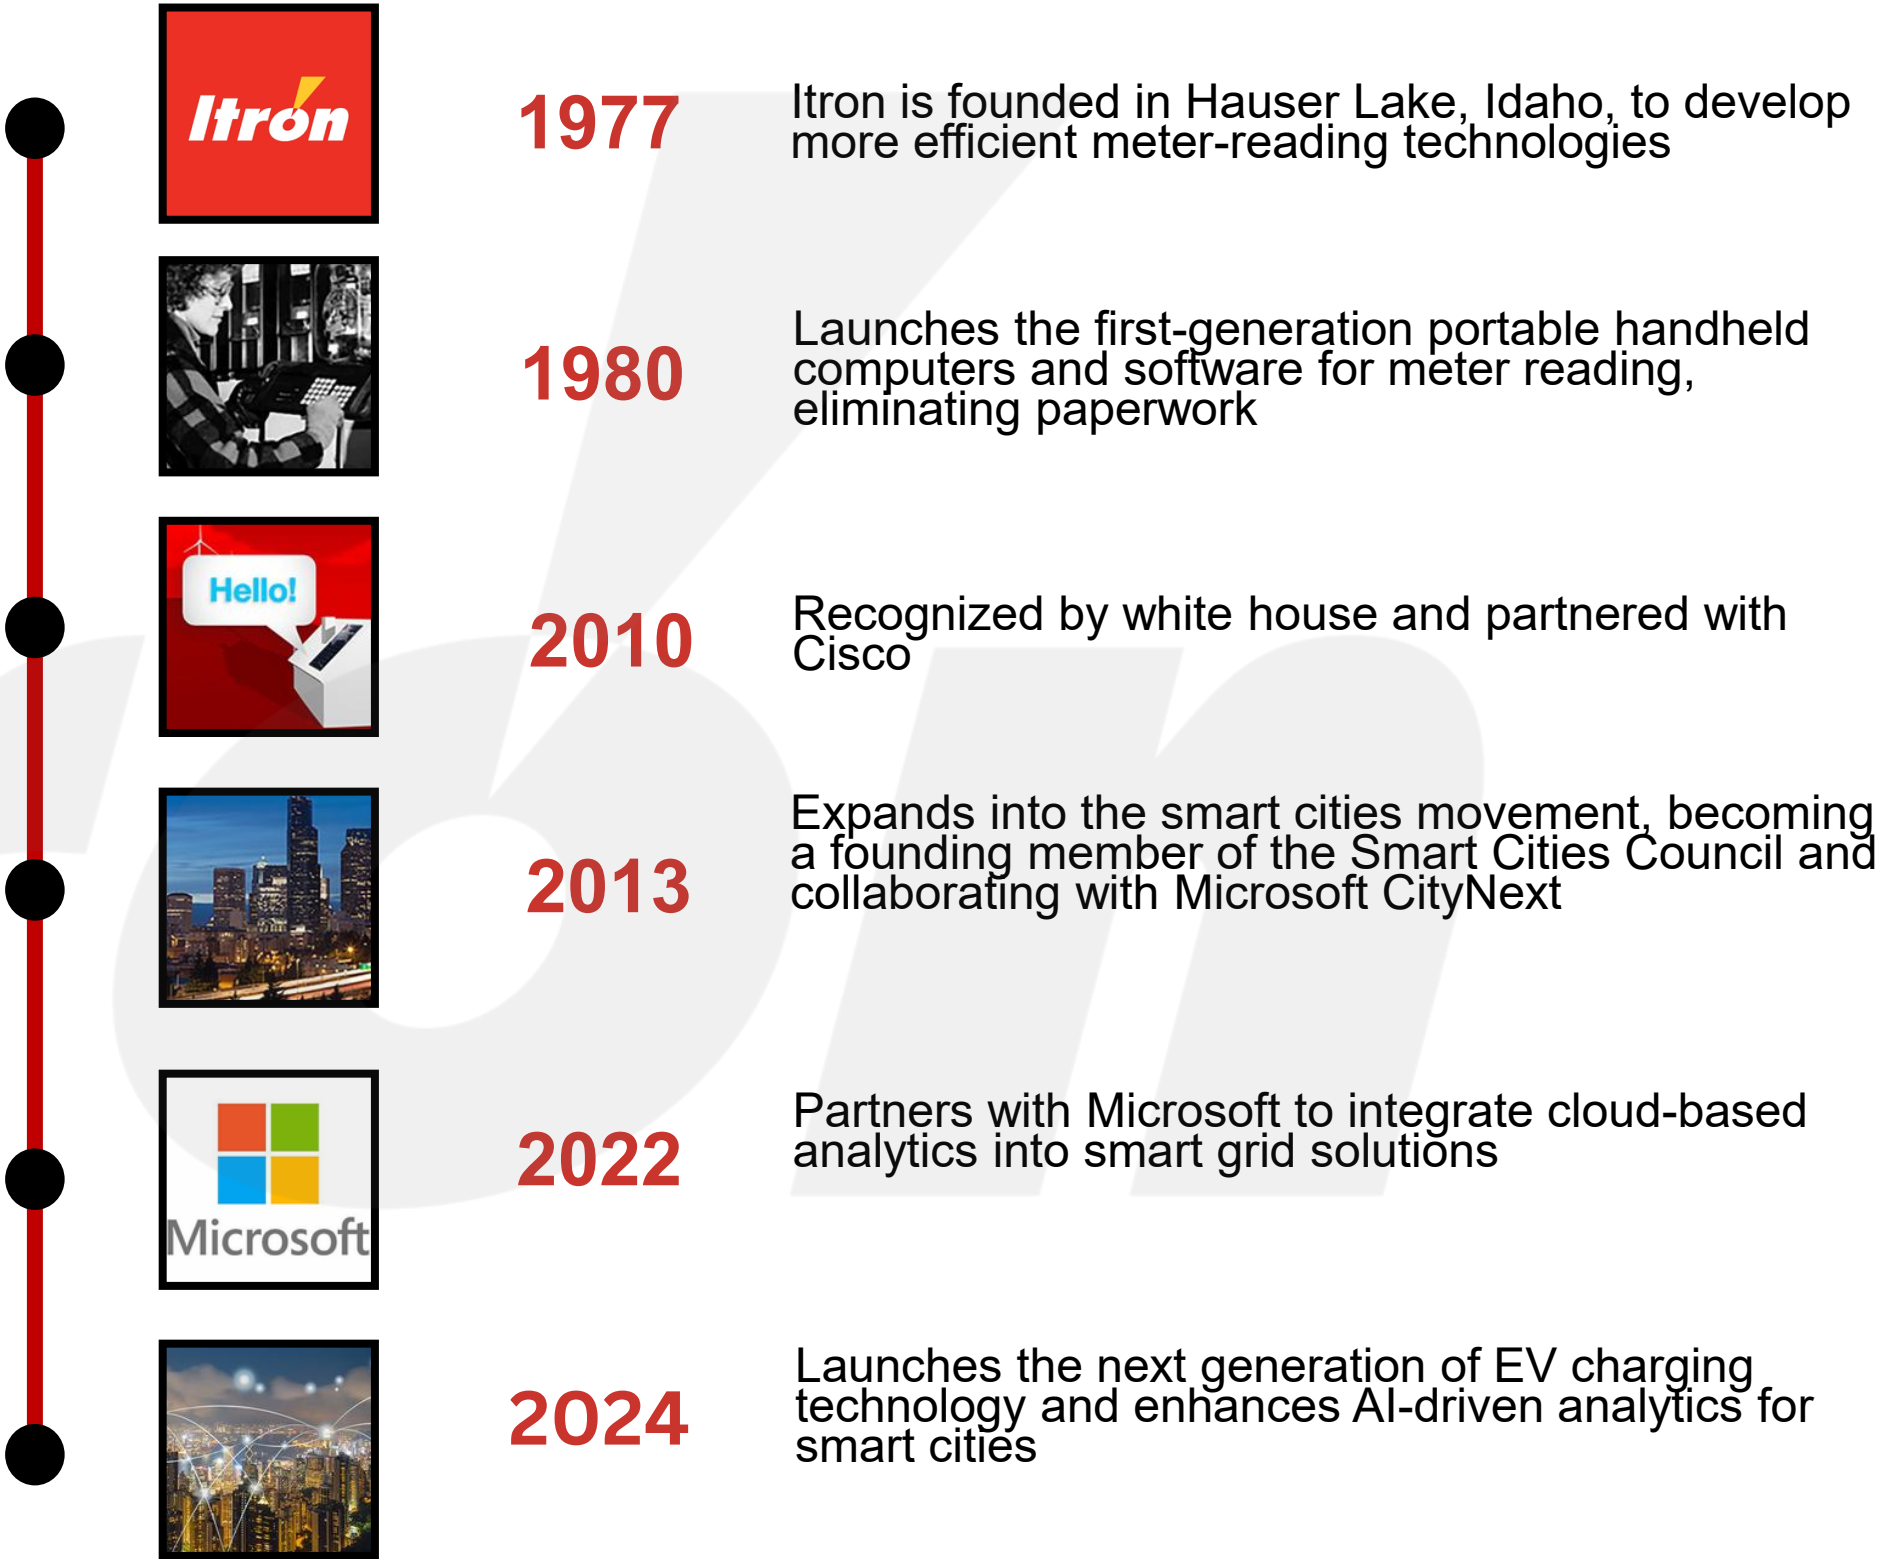 Itrón
1977
Itron is founded in Hauser Lake, Idaho, to develop
more efficient meter-reading technologies
1980
Launches the first-generation portable handheld
computers and software for meter reading,
eliminating paperwork
Hello!
2010
Recognized by white house and partnered with
Cisco
2013
Expands into the smart cities movement, becoming
a founding member of the Smart Cities Council and
collaborating with Microsoft CityNext
Microsoft
2022
Partners with Microsoft to integrate cloud-based
analytics into smart grid solutions
2024
Launches the next generation of EV charging
technology and enhances AI-driven analytics for
smart cities